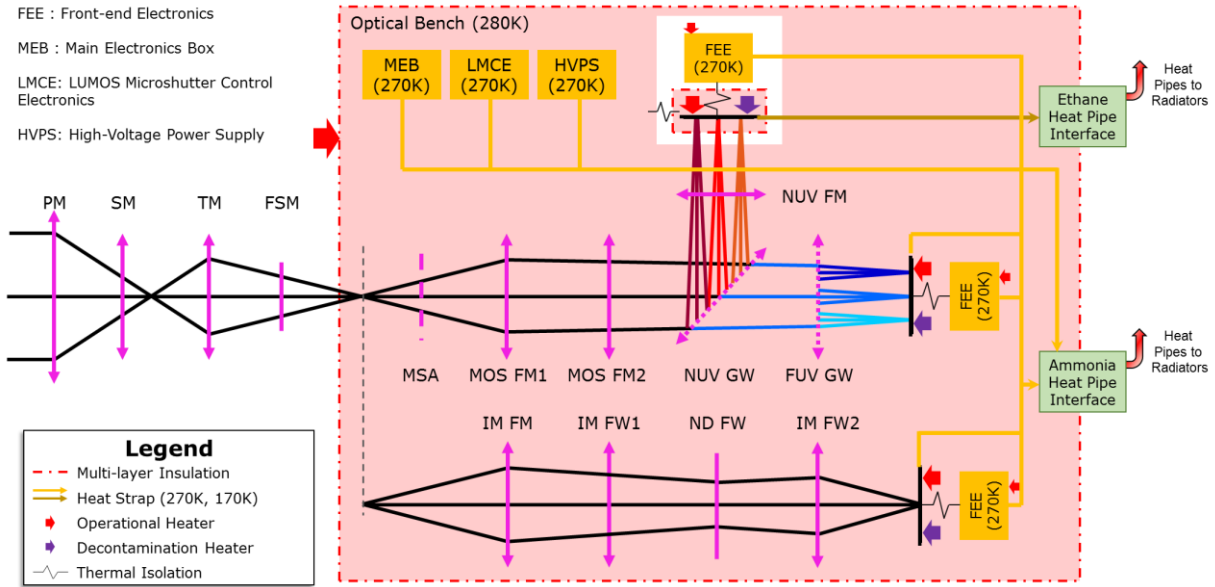 FEE : Front-end Electronics
MEB : Main Electronics Box
LMCE: LUMOS Microshutter Control
Electronics
HVPS: High-Voltage Power Supply
Optical Bench (280K)
MEB
(270K)
LMCE
(270K)
HVPS
(270K)
FEE
(270K)
Heat
Pipes to
Radiators
Ethane
Heat Pipe
Interface
NUV FM
PM
SM
TM
FSM
FEE
(270K)
MSA
MOS FM1
MOS FM2
NUV GW
FUV GW
Heat
Pipes to
Radiators
Ammonia
Heat Pipe
Interface
IM FM
IM FW1
ND FW
IM FW2
FEE
(270K)
Legend
Multi-layer Insulation
Heat Strap (270K, 170K)
Operational Heater
Decontamination Heater
Thermal Isolation